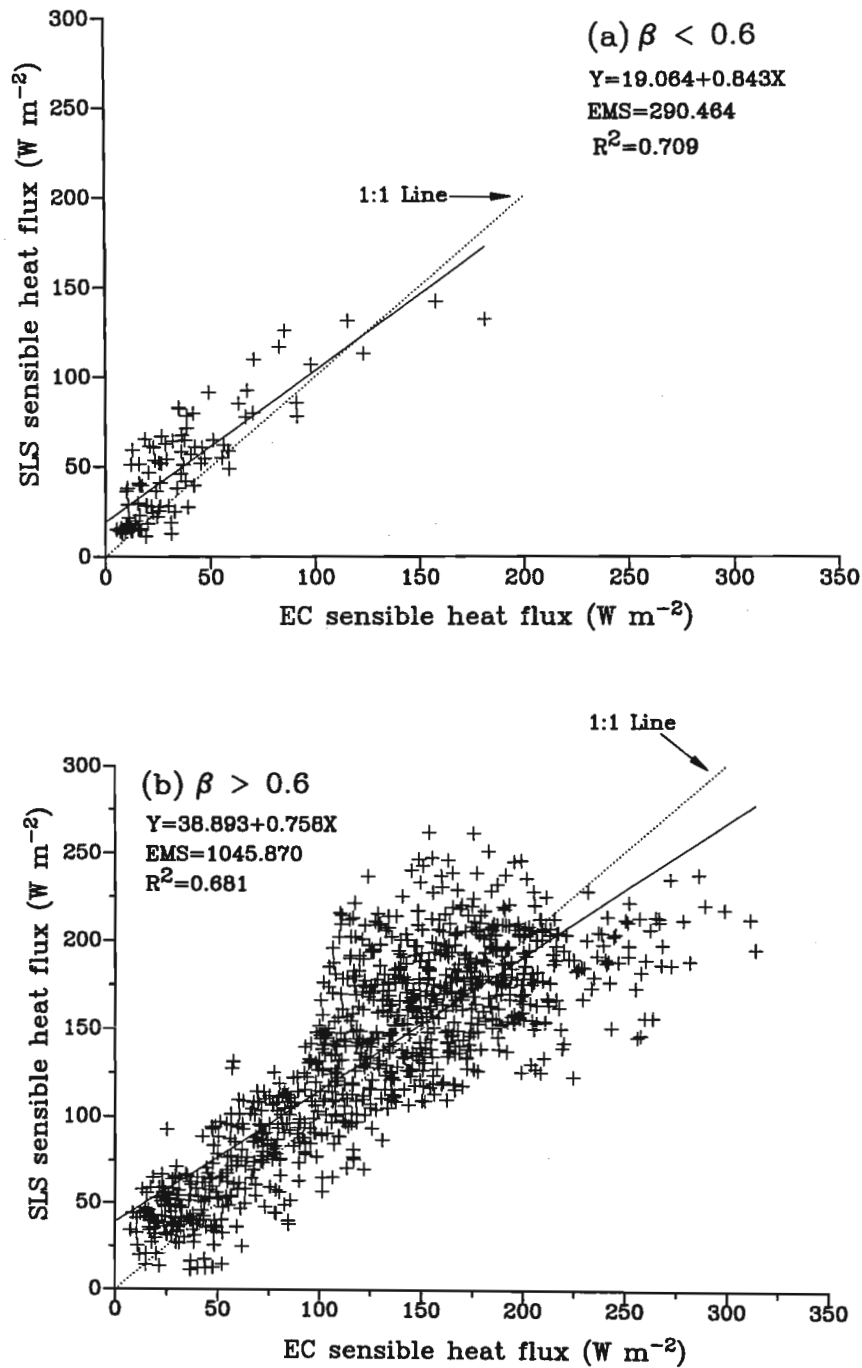 (a) β < 0.6
Y=19.064+0.843X
EMS=290.464
R²=0.709
1:1 Line
300
250
200
150
100
50
0
SLS sensible heat flux (W m⁻²)
0 50 100 150 200 250 300 350
EC sensible heat flux (W m⁻²)
1:1 Line
(b) β > 0.6
Y=38.893+0.758X
EMS=1045.870
R²=0.681
300
250
200
150
100
50
0
SLS sensible heat flux (W m⁻²)
0 50 100 150 200 250 300 350
EC sensible heat flux (W m⁻²)